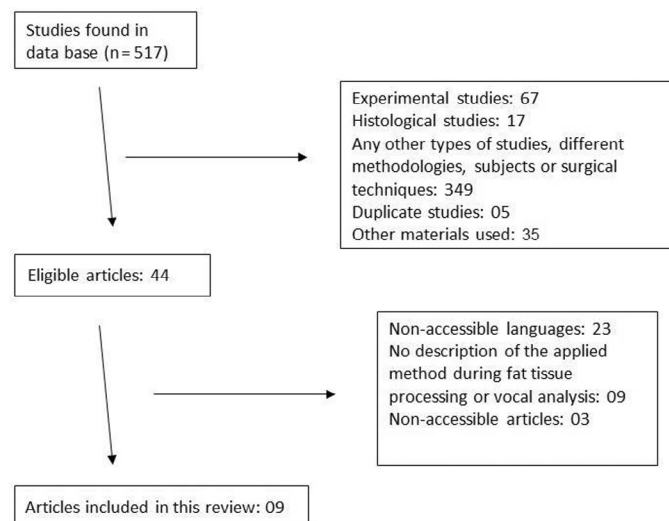 Studies found in
data base (n = 517)
Experimental studies: 67
Histological studies: 17
Any other types of studies, different
methodologies, subjects or surgical
techniques: 349
Duplicate studies: 05
Other materials used: 35
Eligible articles: 44
Non-accessible languages: 23
No description of the applied
method during fat tissue
processing or vocal analysis: 09
Non-accessible articles: 03
Articles included in this review: 09